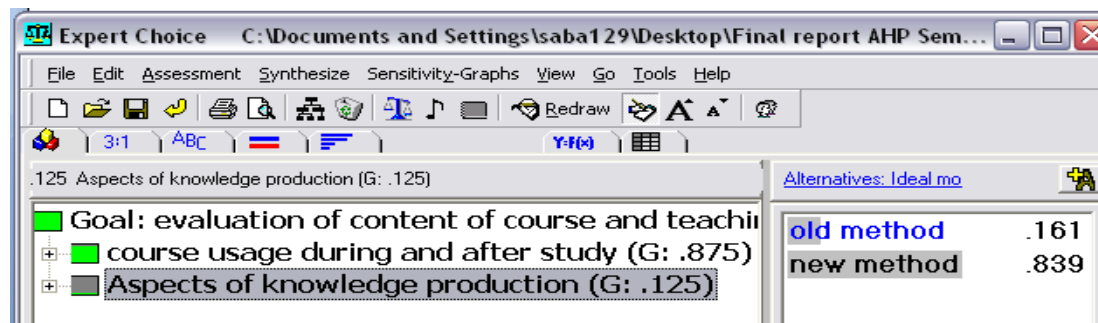 Expert Choice C:\Documents and Settings\saba129\Desktop\Final report AHP Sem...
File Edit Assessment Synthesize Sensitivity-Graphs View Go Tools Help
Redraw A A
3:1 ABC Y=F(x)
.125 Aspects of knowledge production (G: .125)
Alternatives: Ideal mo
A
Goal: evaluation of content of course and teachin
course usage during and after study (G: .875)
Aspects of knowledge production (G: .125)
old method .161
new method .839